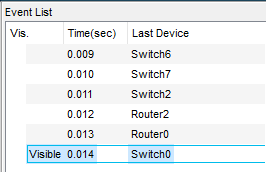 Event List
Vis. Time(sec) Last Device
0.009 Switch6
0.010 Switch7
0.011 Switch2
0.012 Router2
0.013 Router0
Visible 0.014 Switch0